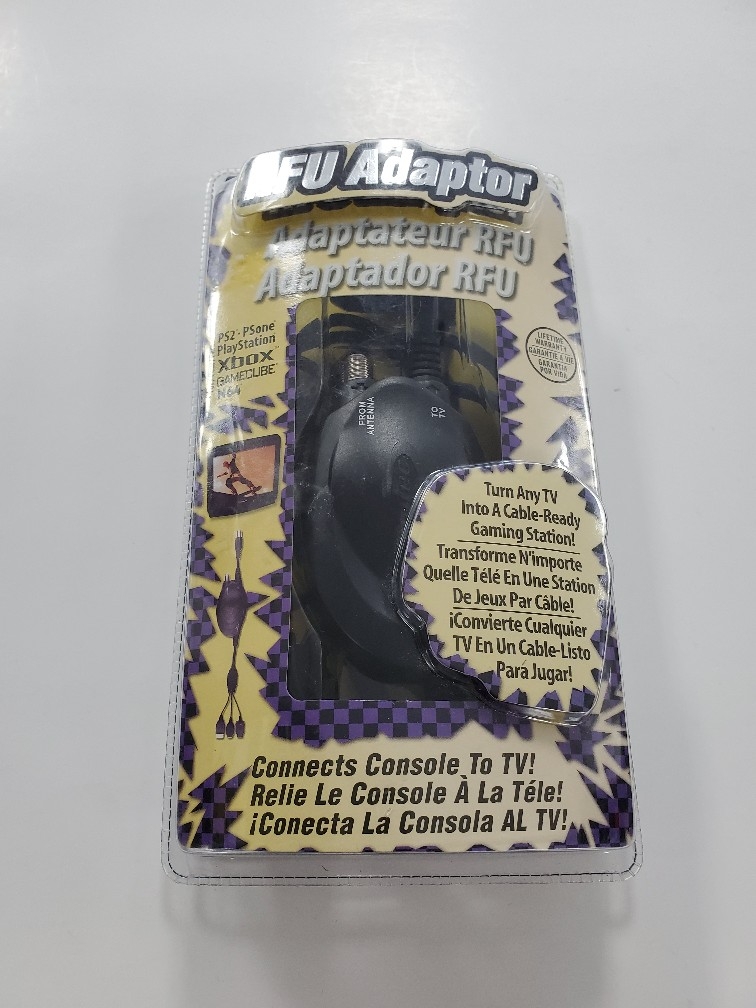 RFU Adaptor
Adaptateur RFU
Adaptador RFU
PS2 · PSone
PlayStation
XBOX
GAMECUBE
N64
LIFETIME
WARRANTY
GARANTIE À VIE
GARANTIA
POR VIDA
FROM
ANTENNA
TO
TV
Turn Any TV
Into A Cable-Ready
Gaming Station!
Transforme N'importe
Quelle Télé En Une Station
De Jeux Par Câble!
¡Convierte Cualquier
TV En Un Cable-Listo
Para Jugar!
Connects Console To TV!
Relie Le Console À La Téle!
¡Conecta La Consola AL TV!